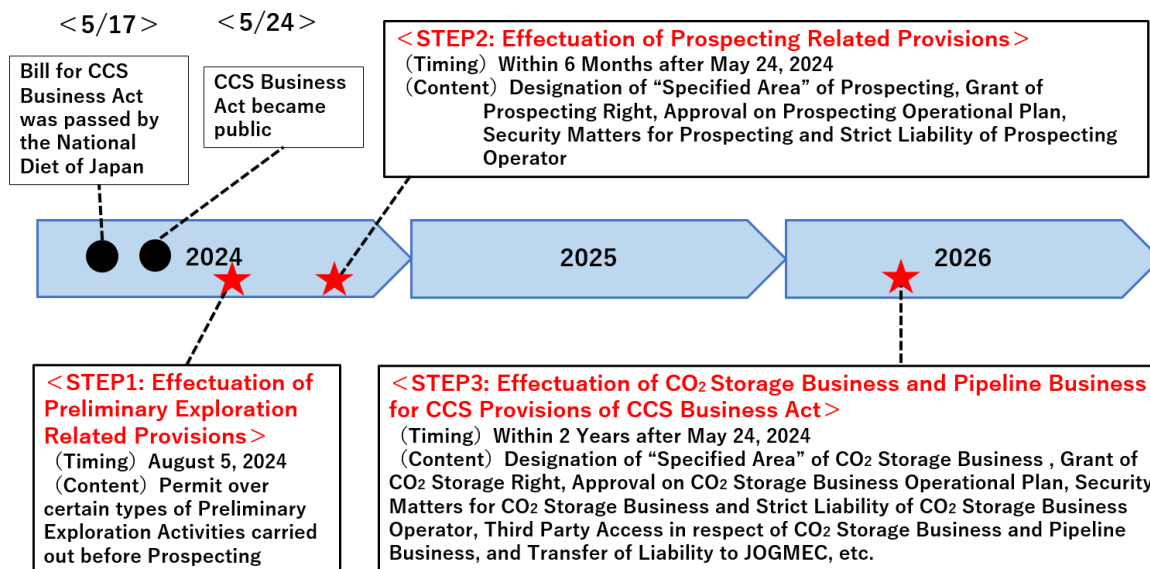 <5/17>
<5/24>
Bill for CCS
Business Act
was passed by
the National
Diet of Japan
CCS Business
Act became
public
<STEP2: Effectuation of Prospecting Related Provisions>
（Timing）Within 6 Months after May 24, 2024
（Content）Designation of “Specified Area” of Prospecting, Grant of
Prospecting Right, Approval on Prospecting Operational Plan,
Security Matters for Prospecting and Strict Liability of Prospecting
Operator
2024
2025
2026
<STEP1: Effectuation of
Preliminary Exploration
Related Provisions>
（Timing）August 5, 2024
（Content）Permit over
certain types of Preliminary
Exploration Activities carried
out before Prospecting
<STEP3: Effectuation of CO₂ Storage Business and Pipeline Business
for CCS Provisions of CCS Business Act>
（Timing）Within 2 Years after May 24, 2024
（Content）Designation of “Specified Area” of CO₂ Storage Business , Grant of
CO₂ Storage Right, Approval on CO₂ Storage Business Operational Plan, Security
Matters for CO₂ Storage Business and Strict Liability of CO₂ Storage Business
Operator, Third Party Access in respect of CO₂ Storage Business and Pipeline
Business, and Transfer of Liability to JOGMEC, etc.